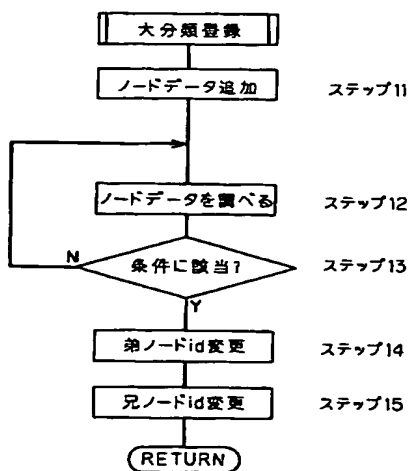 大分類登録
ノードデータ追加 ステップ11
ノードデータを調べる ステップ12
条件に該当? ステップ13
N
Y
弟ノードid変更 ステップ14
兄ノードid変更 ステップ15
RETURN